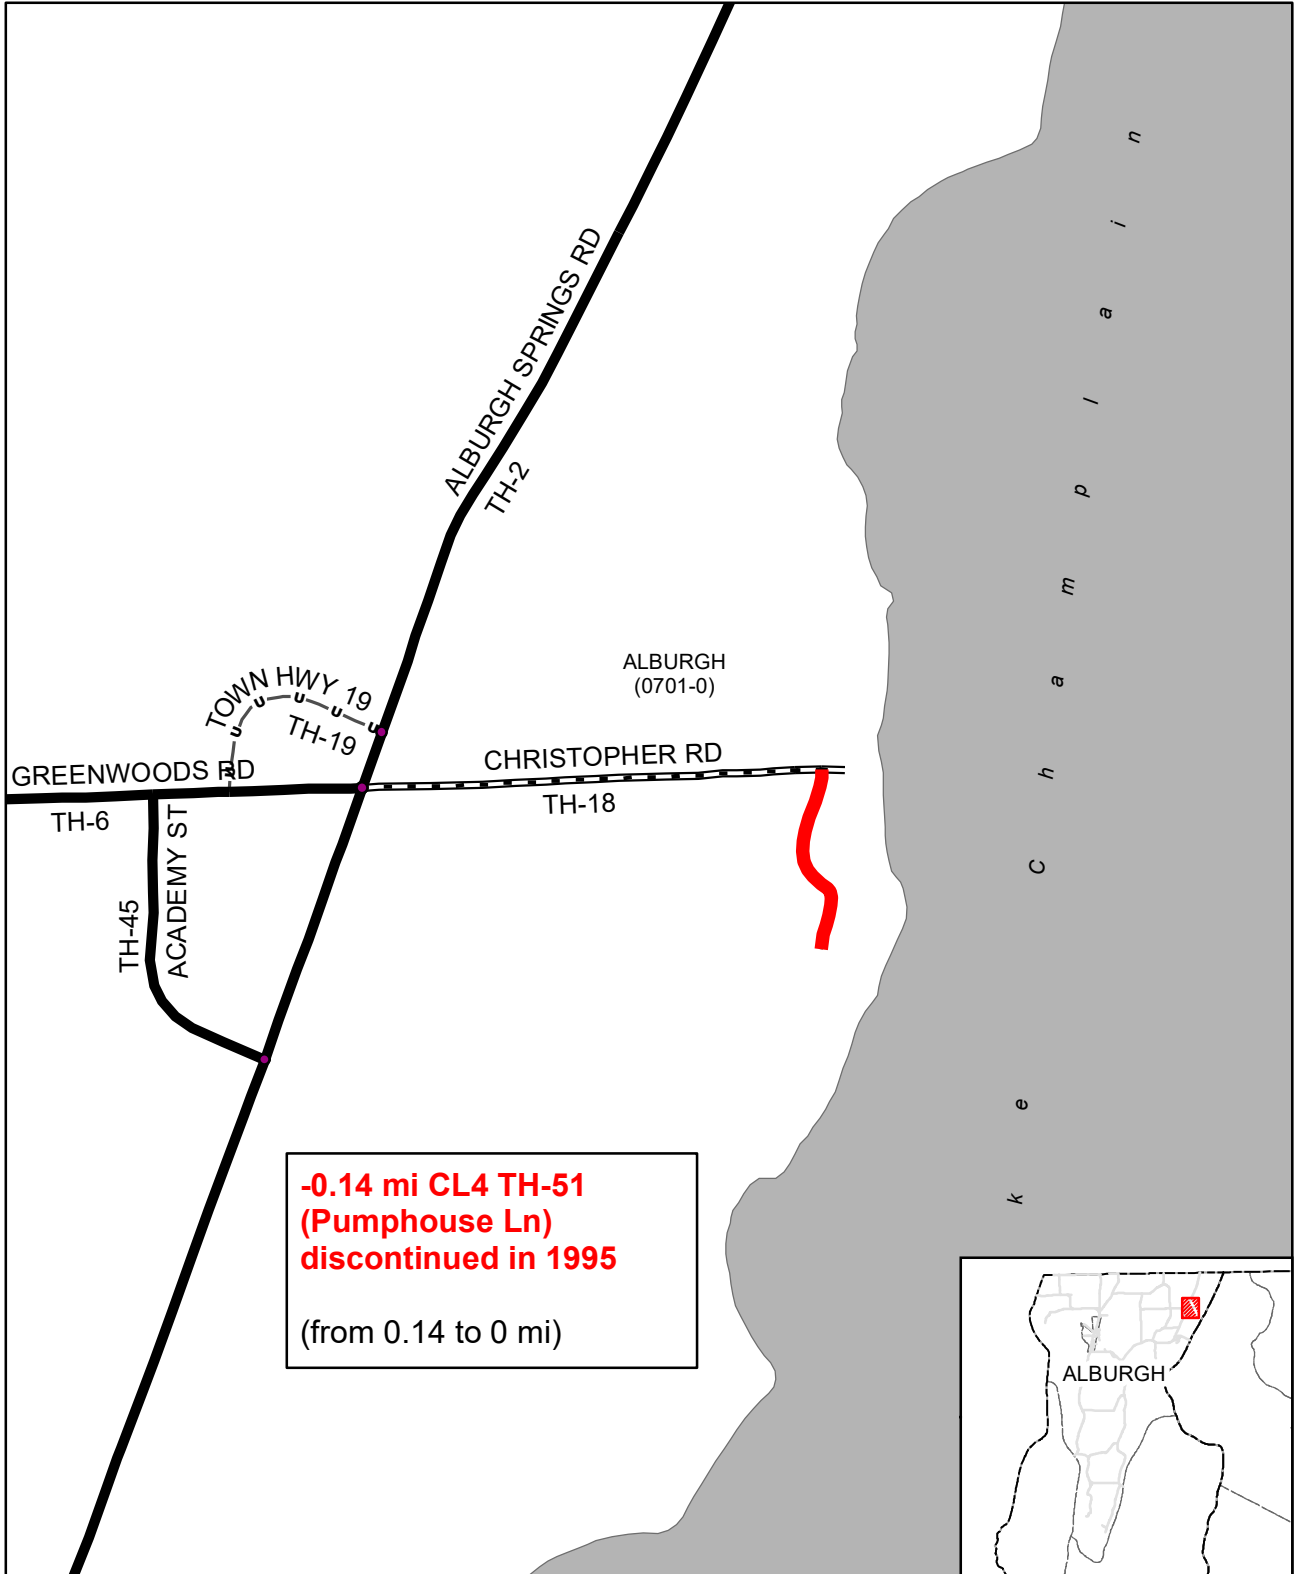 ALBURGH SPRINGS RD
TH-2
TOWN HWY 19
TH-19
ALBURGH
(0701-0)
GREENWOODS RD
TH-6
CHRISTOPHER RD
TH-18
TH-45
ACADEMY ST
k e C h a m p l a i n
-0.14 mi CL4 TH-51
(Pumphouse Ln)
discontinued in 1995
(from 0.14 to 0 mi)
ALBURGH